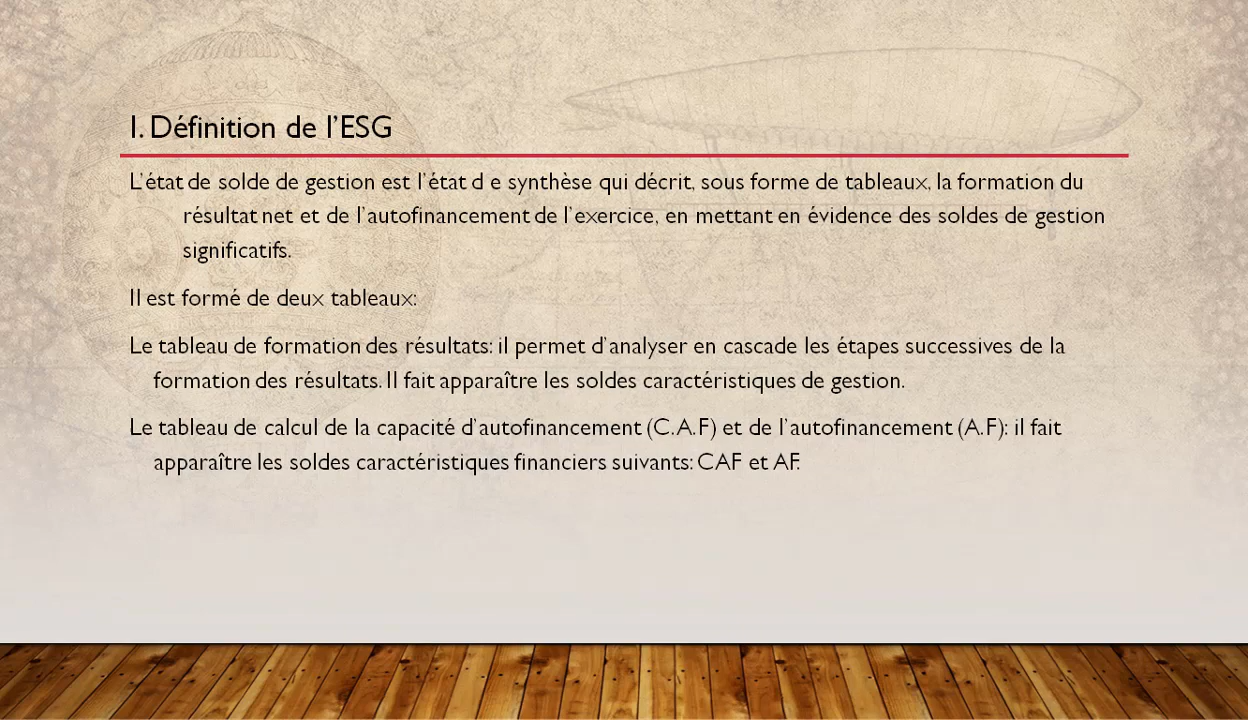 I. Définition de l’ESG
L’état de solde de gestion est l’état d e synthèse qui décrit, sous forme de tableaux, la formation du
résultat net et de l’autofinancement de l’exercice, en mettant en évidence des soldes de gestion
significatifs.
Il est formé de deux tableaux:
Le tableau de formation des résultats: il permet d’analyser en cascade les étapes successives de la
formation des résultats. Il fait apparaître les soldes caractéristiques de gestion.
Le tableau de calcul de la capacité d’autofinancement (C.A.F) et de l’autofinancement (A.F): il fait
apparaître les soldes caractéristiques financiers suivants: CAF et AF.